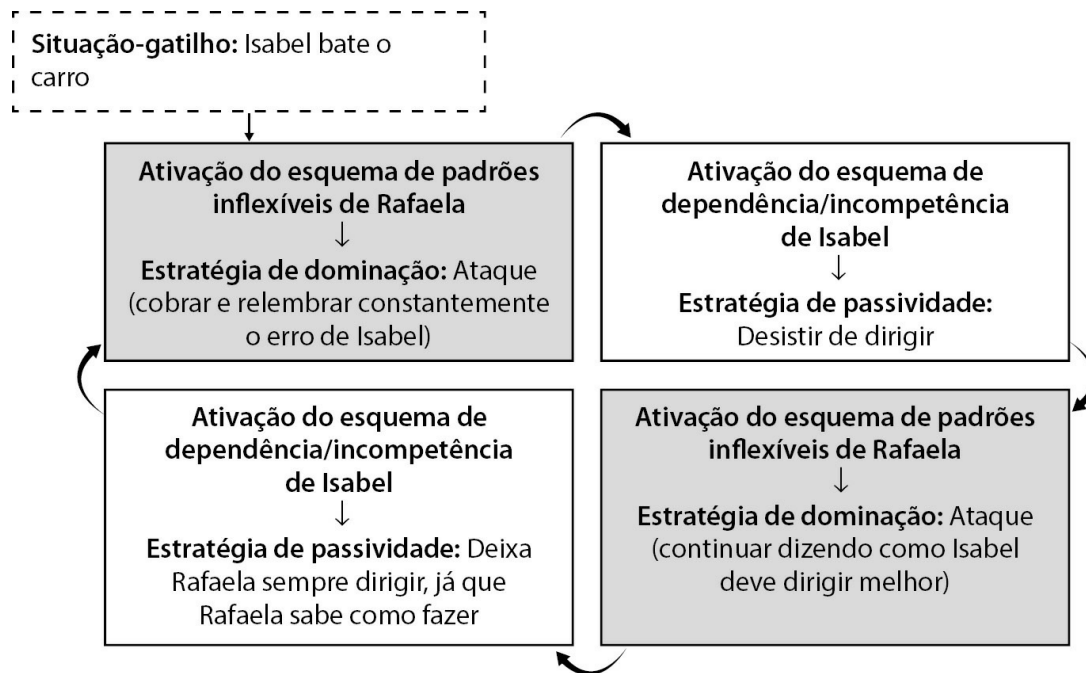 Situação-gatilho: Isabel bate o
carro
Ativação do esquema de padrões
inflexíveis de Rafaela
↓
Estratégia de dominação: Ataque
(cobrar e relembrar constantemente
o erro de Isabel)
Ativação do esquema de
dependência/incompetência
de Isabel
↓
Estratégia de passividade:
Desistir de dirigir
Ativação do esquema de padrões
inflexíveis de Rafaela
↓
Estratégia de dominação: Ataque
(continuar dizendo como Isabel
deve dirigir melhor)
Ativação do esquema de
dependência/incompetência
de Isabel
↓
Estratégia de passividade: Deixa
Rafaela sempre dirigir, já que
Rafaela sabe como fazer